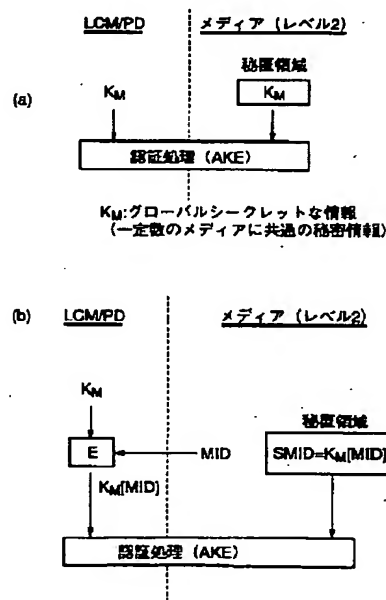 (a)
LCM/PD メディア (レベル2)
秘匿領域
KM KM
認証処理 (AKE)
KM:グローバルシークレットな情報
(一定数のメディアに共通の秘密情報)
(b)
LCM/PD メディア (レベル2)
KM
秘匿領域
E MID SMID=KM[MID]
KM[MID]
認証処理 (AKE)